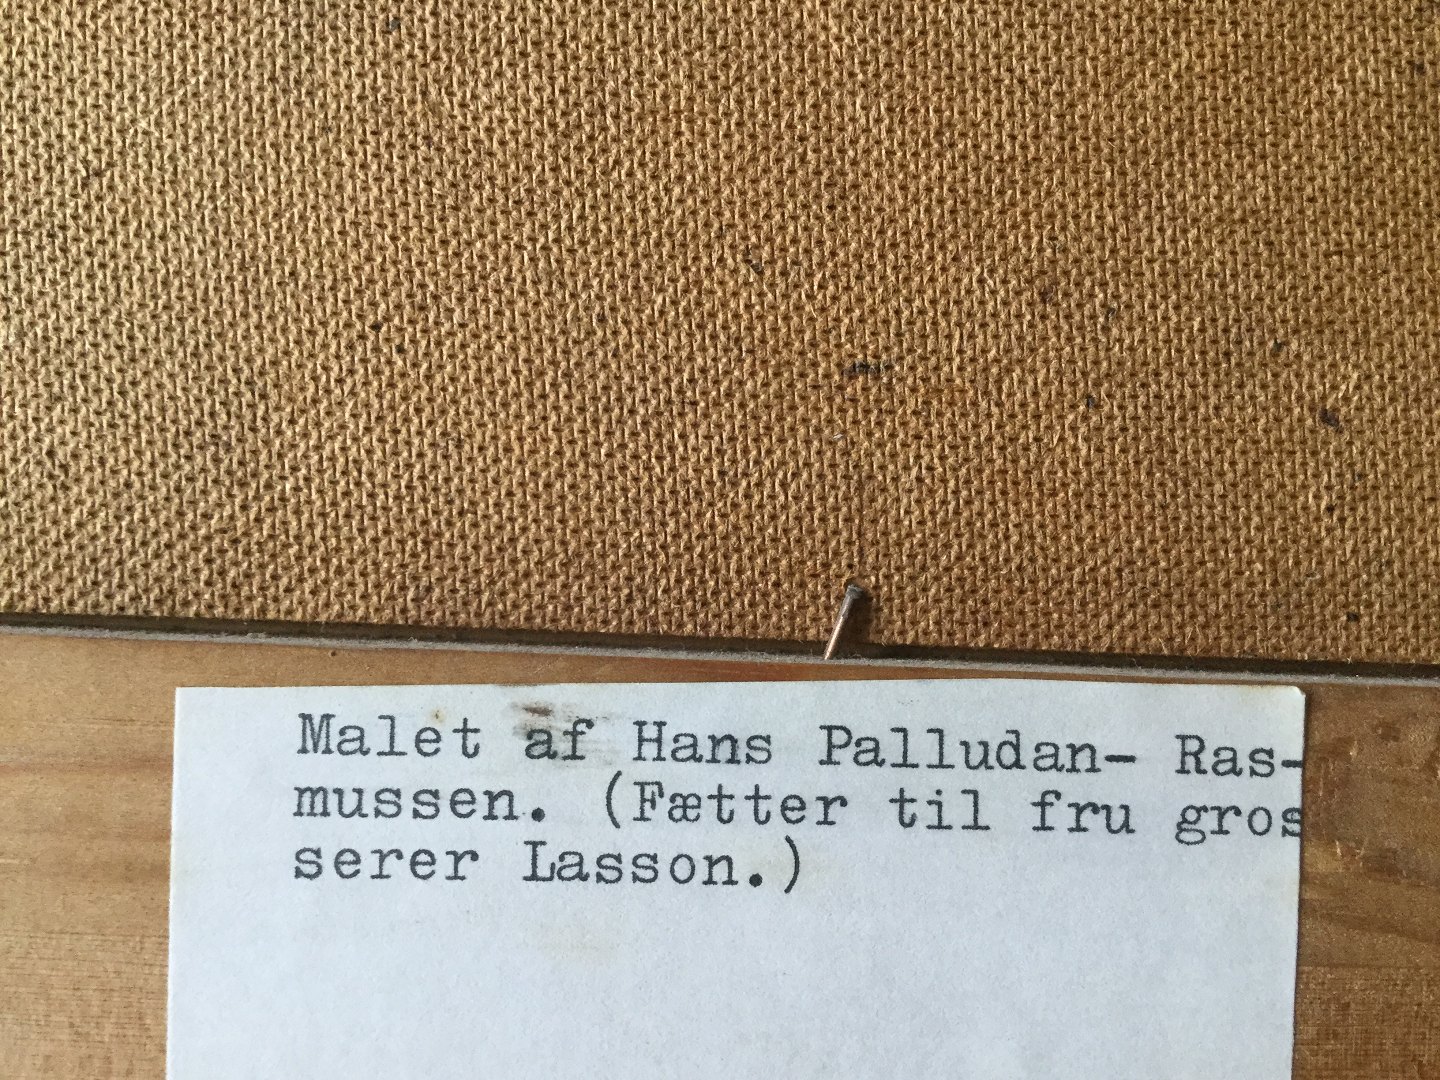 Malet af Hans Palludan- Ras-
mussen. (Fætter til fru gros
serer Lasson.)